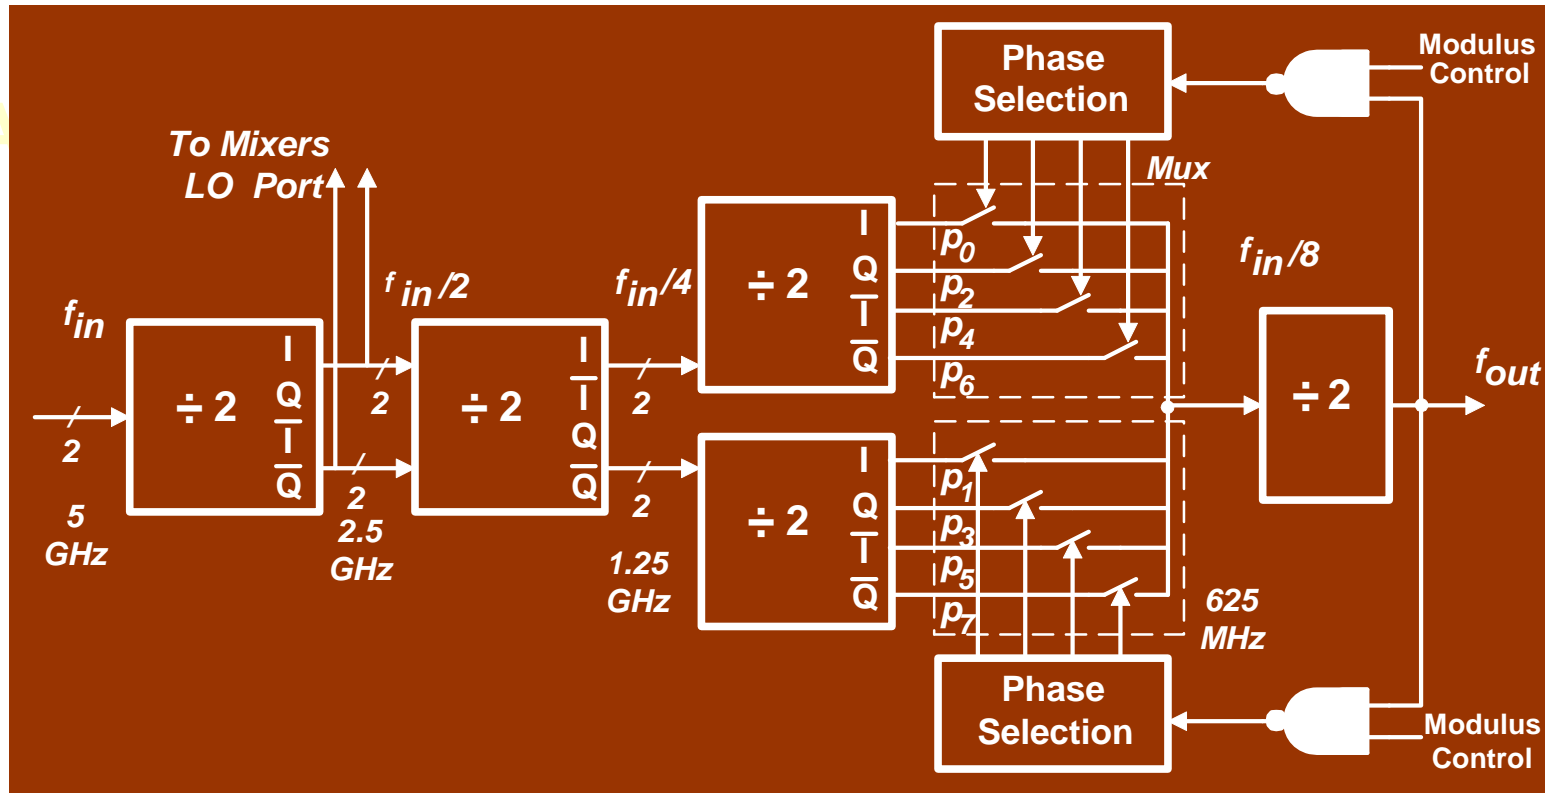 Phase
Selection
Modulus
Control
To Mixers
LO Port
Mux
f_in
f_in/2
f_in/4
f_in/8
f_out
÷ 2
I
Q
I̅
Q̅
÷ 2
I
I̅
Q
Q̅
÷ 2
I
Q
I̅
Q̅
p0
p2
p4
p6
÷ 2
2
2
2
2
2
5
GHz
2.5
GHz
1.25
GHz
÷ 2
I
Q
I̅
Q̅
p1
p3
p5
p7
625
MHz
Phase
Selection
Modulus
Control